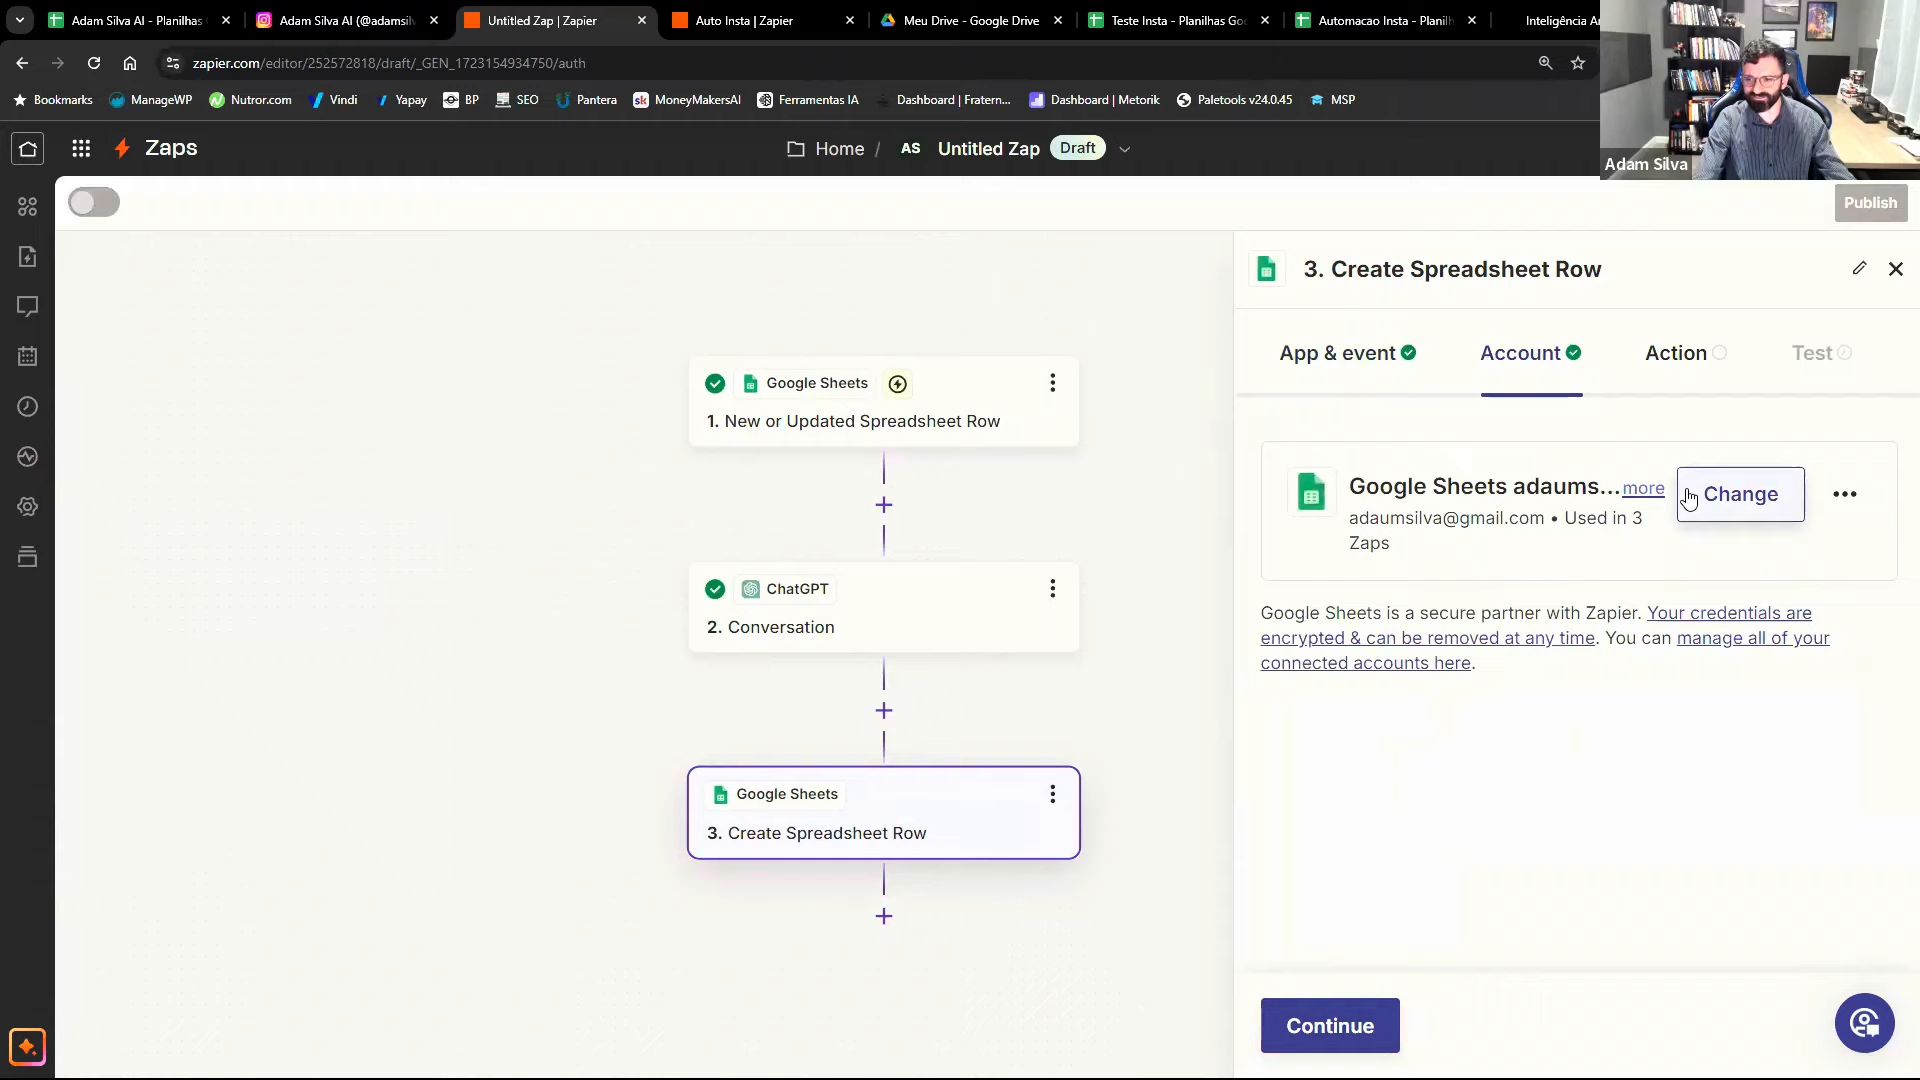 Adam Silva AI - Planilhas
Adam Silva AI (@adamsil
Untitled Zap | Zapier
Auto Insta | Zapier
Meu Drive - Google Drive
Teste Insta - Planilhas Go
Automacao Insta - Planilh
Inteligência Ar
zapier.com/editor/252572818/draft/_GEN_1723154934750/auth
Bookmarks
ManageWP
Nutror.com
Vindi
Yapay
BP
SEO
Pantera
MoneyMakersAI
Ferramentas IA
Dashboard | Fratern...
Dashboard | Metorik
Paletools v24.0.45
MSP
Zaps
Home / AS Untitled Zap Draft
Adam Silva
Publish
3. Create Spreadsheet Row
App & event
Account
Action
Test
Google Sheets adaums... more
adaumsilva@gmail.com • Used in 3
Zaps
Change
Google Sheets is a secure partner with Zapier. Your credentials are
encrypted & can be removed at any time. You can manage all of your
connected accounts here.
Google Sheets
1. New or Updated Spreadsheet Row
ChatGPT
2. Conversation
Google Sheets
3. Create Spreadsheet Row
Continue